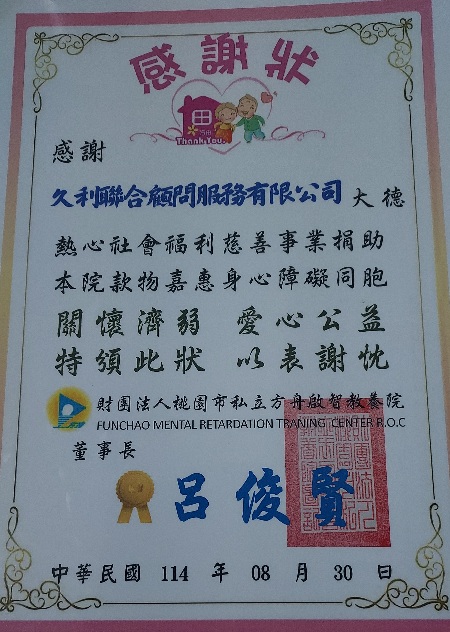 感謝狀
Thank You.
感謝
久利聯合顧問服務有限公司 大德
熱心社會福利慈善事業捐助
本院款物嘉惠身心障礙同胞
關懷濟弱 愛心公益
特頒此狀 以表謝忱
財團法人桃園市私立方舟啟智教養院
FUNCHAO MENTAL RETARDATION TRANING CENTER R.O.C
董事長
呂俊賢
中華民國 114 年 08 月 30 日